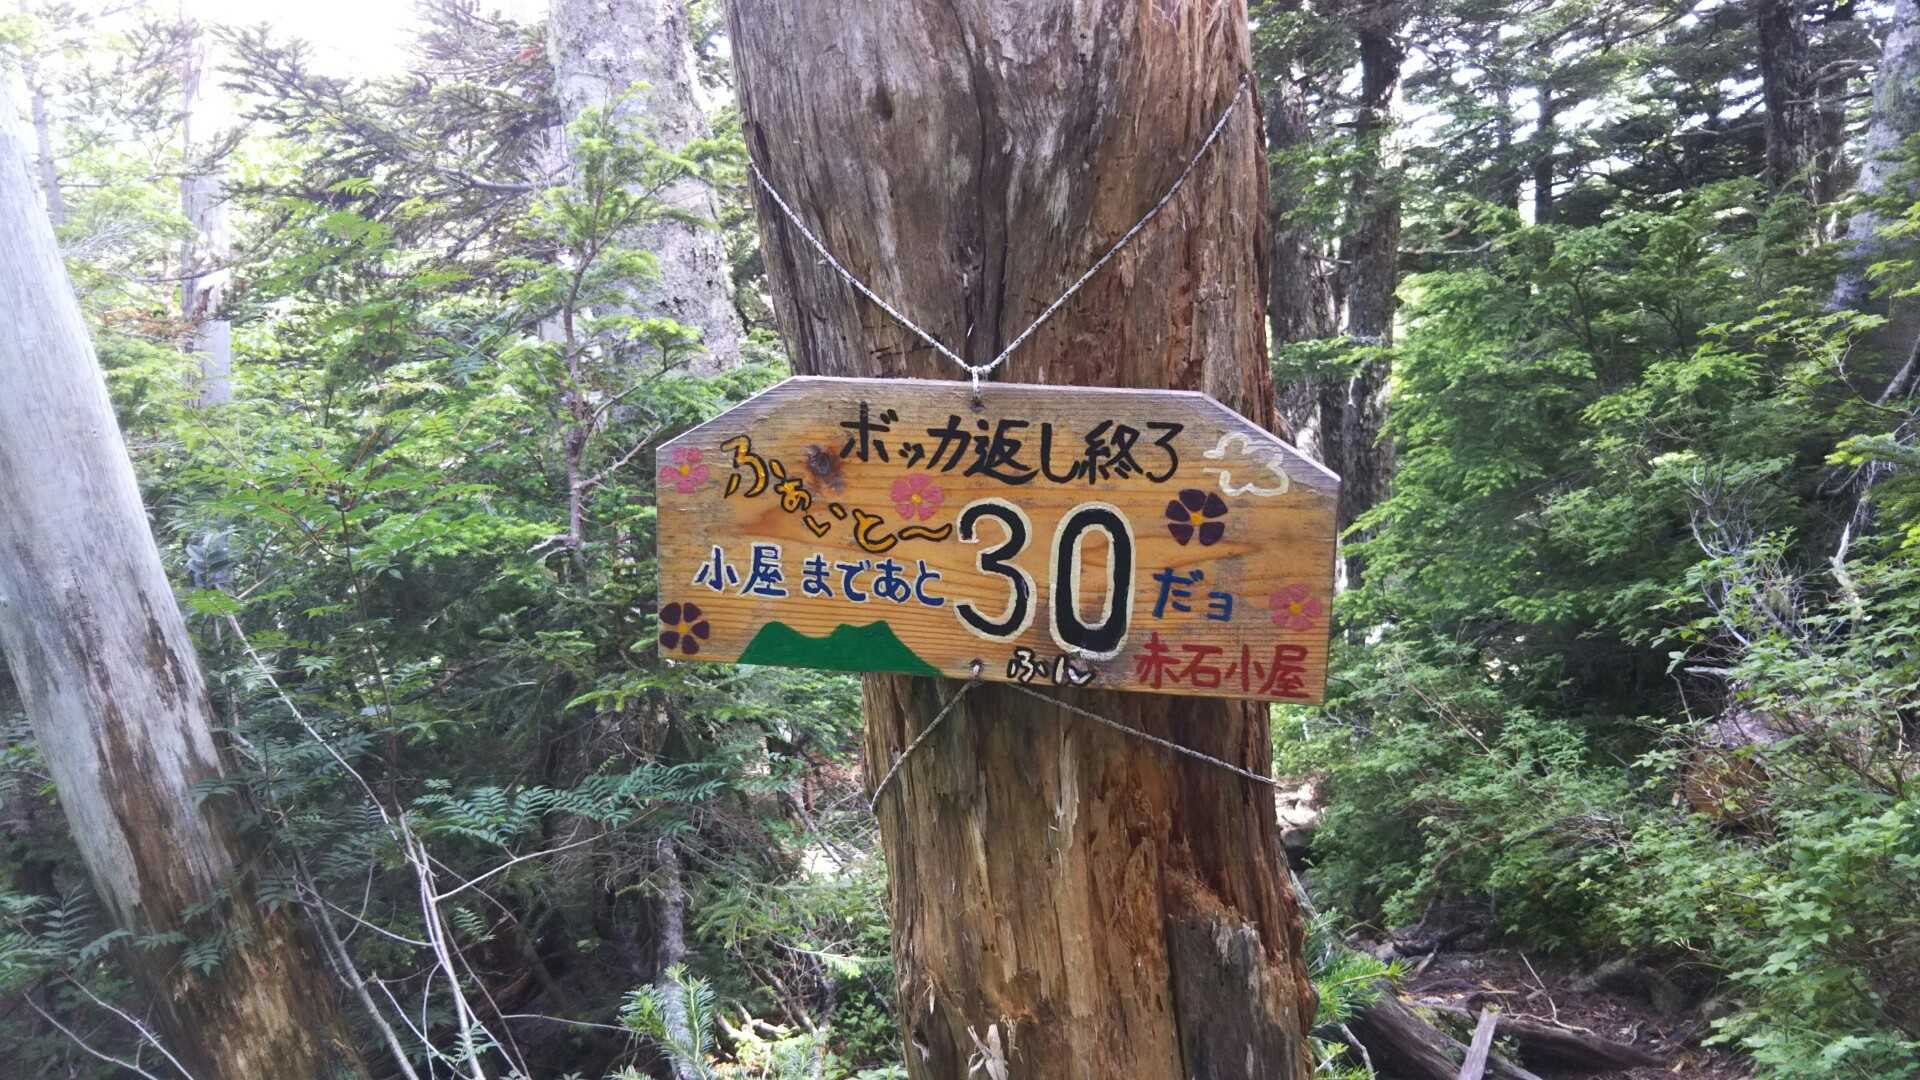 ボッカ返し終了
ふぁいと〜
小屋まであと30だョ
ふん
赤石小屋